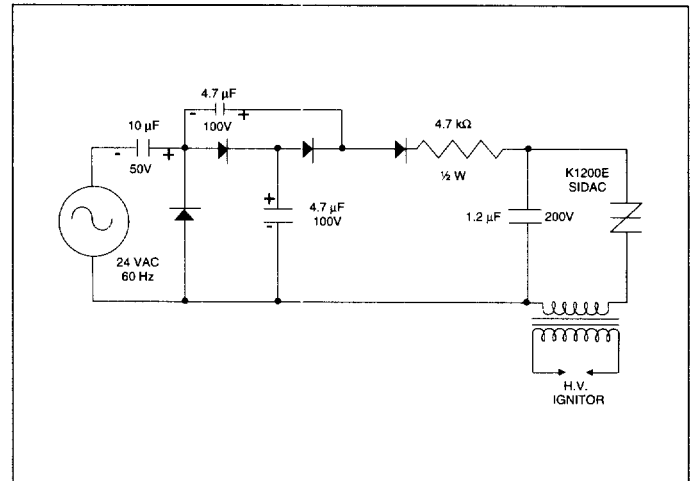 4.7 µF
- +
100V
10 µF
- +
50V
4.7 kΩ
½ W
K1200E
SIDAC
+
4.7 µF
-
100V
1.2 µF
200V
24 VAC
60 Hz
H.V.
IGNITOR